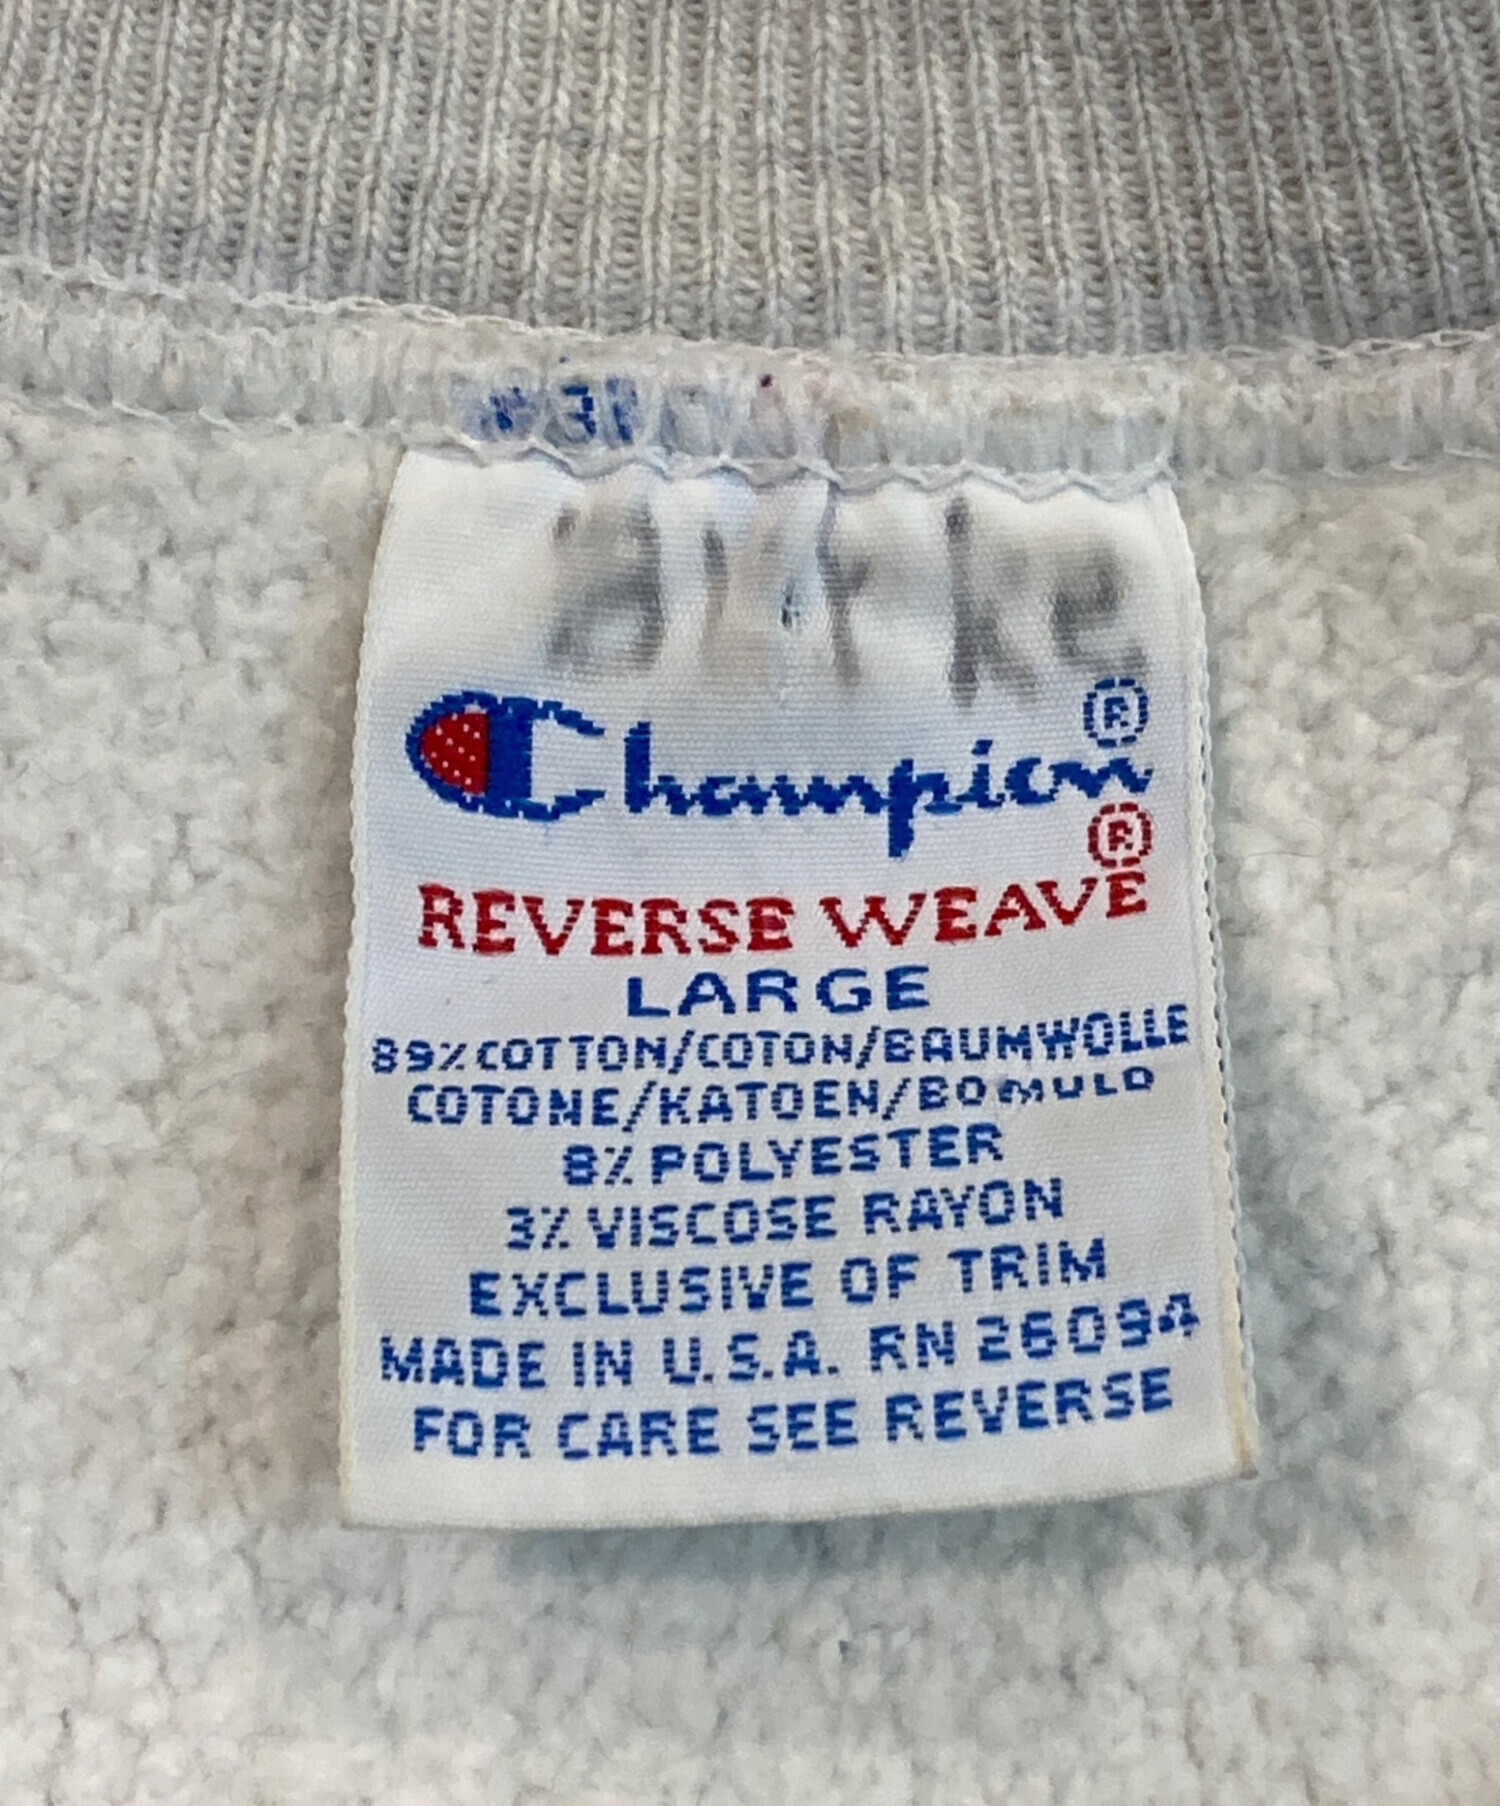 Champion®
®
REVERSE WEAVE
LARGE
89% COTTON/COTON/BAUMWOLLE
COTONE/KATOEN/BOMULD
8% POLYESTER
3% VISCOSE RAYON
EXCLUSIVE OF TRIM
MADE IN U.S.A. RN 26094
FOR CARE SEE REVERSE